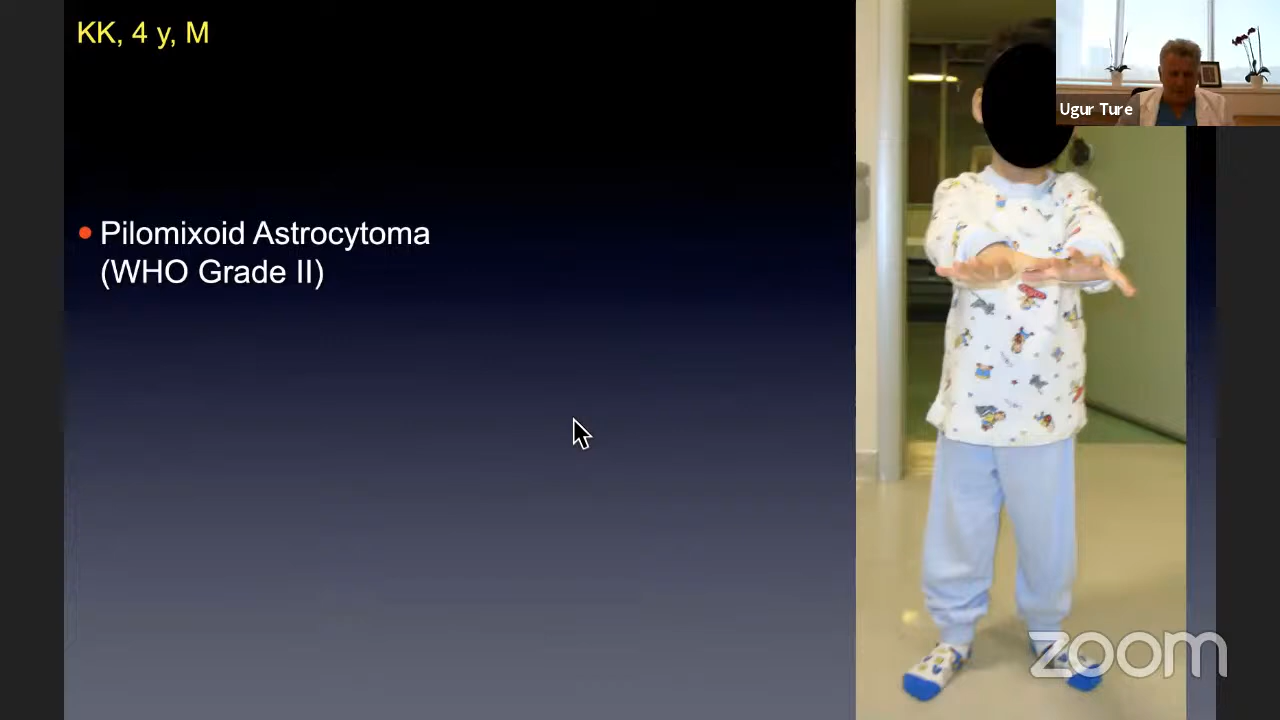 KK, 4 y, M
Ugur Ture
Pilomixoid Astrocytoma
(WHO Grade II)
zoom